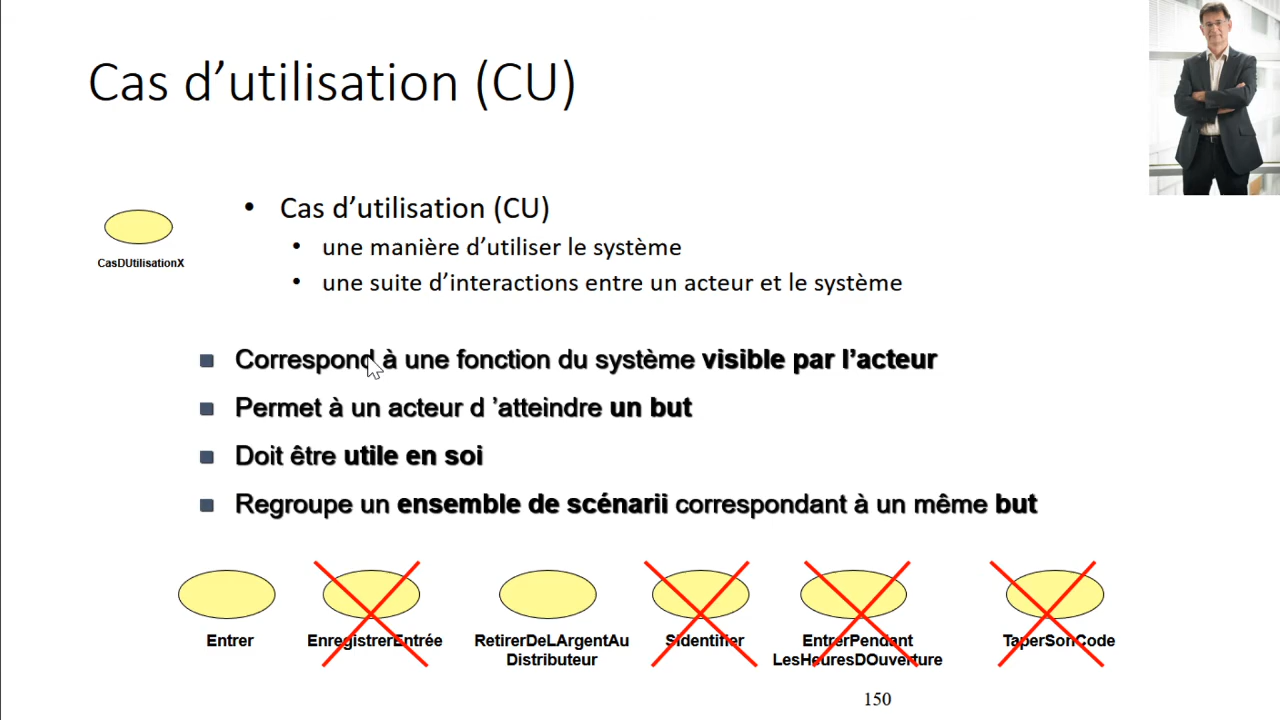 Cas d’utilisation (CU)
• Cas d’utilisation (CU)
• une manière d’utiliser le système
CasDUtilisationX
• une suite d’interactions entre un acteur et le système
Correspond à une fonction du système visible par l’acteur
Permet à un acteur d ’atteindre un but
Doit être utile en soi
Regroupe un ensemble de scénarii correspondant à un même but
Entrer
EnregistrerEntrée
RetirerDeLArgentAu
Distributeur
SIdentifier
EntrerPendant
LesHeuresDOuverture
TaperSonCode
150